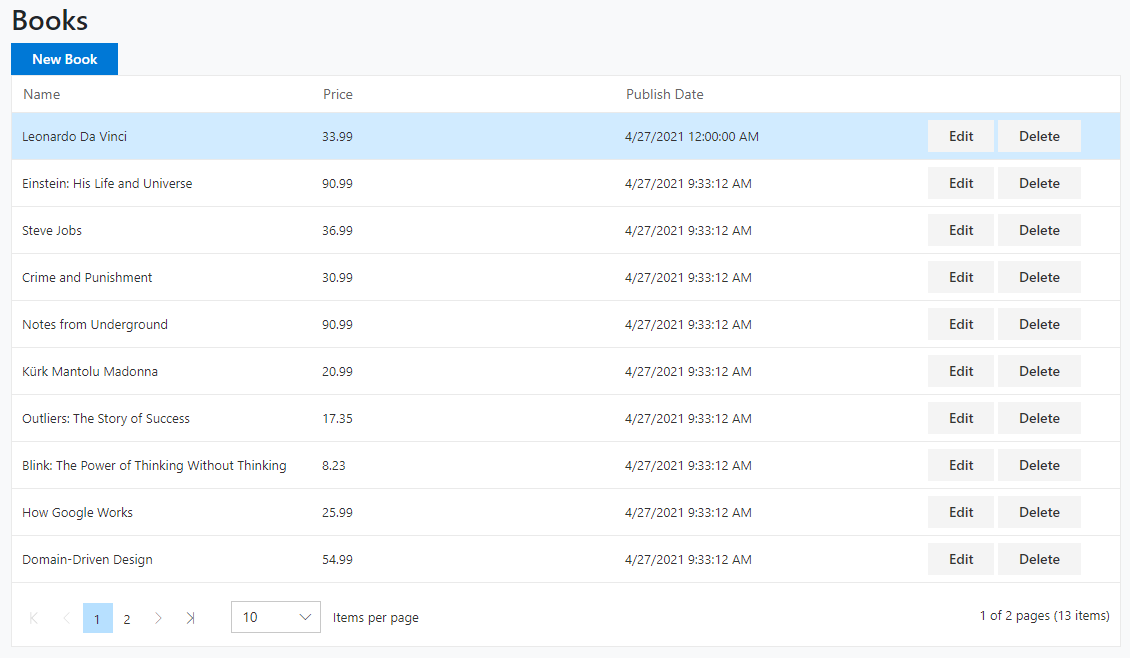 Books
New Book
Name Price Publish Date
Leonardo Da Vinci 33.99 4/27/2021 12:00:00 AM Edit Delete
Einstein: His Life and Universe 90.99 4/27/2021 9:33:12 AM Edit Delete
Steve Jobs 36.99 4/27/2021 9:33:12 AM Edit Delete
Crime and Punishment 30.99 4/27/2021 9:33:12 AM Edit Delete
Notes from Underground 90.99 4/27/2021 9:33:12 AM Edit Delete
Kürk Mantolu Madonna 20.99 4/27/2021 9:33:12 AM Edit Delete
Outliers: The Story of Success 17.35 4/27/2021 9:33:12 AM Edit Delete
Blink: The Power of Thinking Without Thinking 8.23 4/27/2021 9:33:12 AM Edit Delete
How Google Works 25.99 4/27/2021 9:33:12 AM Edit Delete
Domain-Driven Design 54.99 4/27/2021 9:33:12 AM Edit Delete
1 2 10 Items per page 1 of 2 pages (13 items)